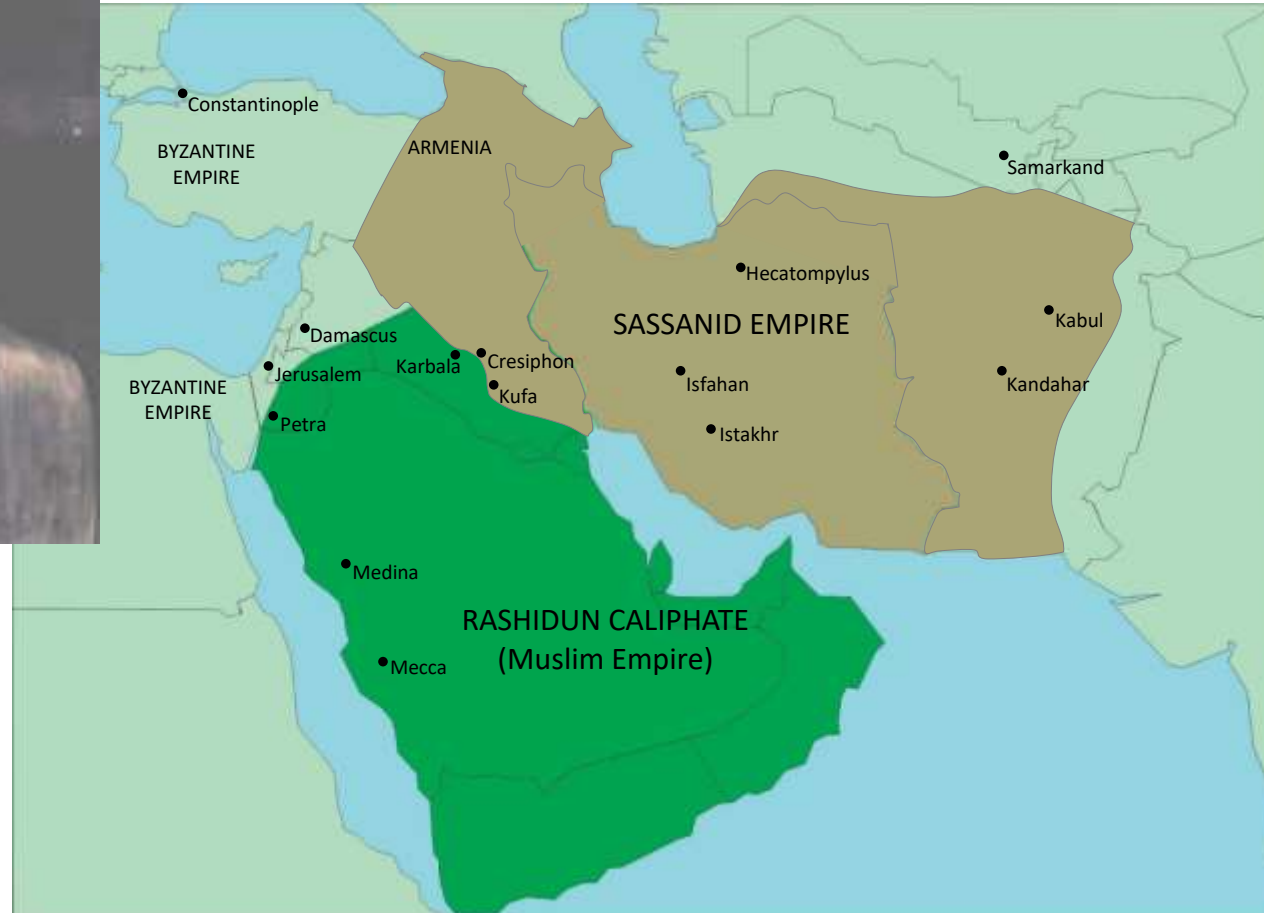 Constantinople
BYZANTINE
EMPIRE
ARMENIA
Samarkand
Hecatompylus
SASSANID EMPIRE
Kabul
Damascus
Karbala
Cresiphon
Jerusalem
Isfahan
Kandahar
BYZANTINE
EMPIRE
Kufa
Petra
Istakhr
Medina
RASHIDUN CALIPHATE
(Muslim Empire)
Mecca